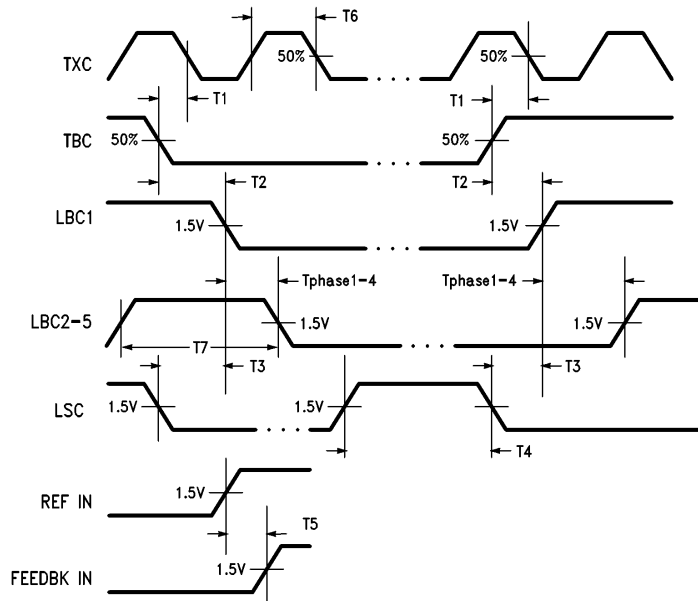 T6
TXC
50%
50%
T1
T1
TBC
50%
50%
T2
T2
LBC1
1.5V
1.5V
Tphase1-4
Tphase1-4
LBC2-5
1.5V
1.5V
T7
T3
T3
LSC
1.5V
1.5V
1.5V
T4
REF IN
1.5V
T5
FEEDBK IN
1.5V